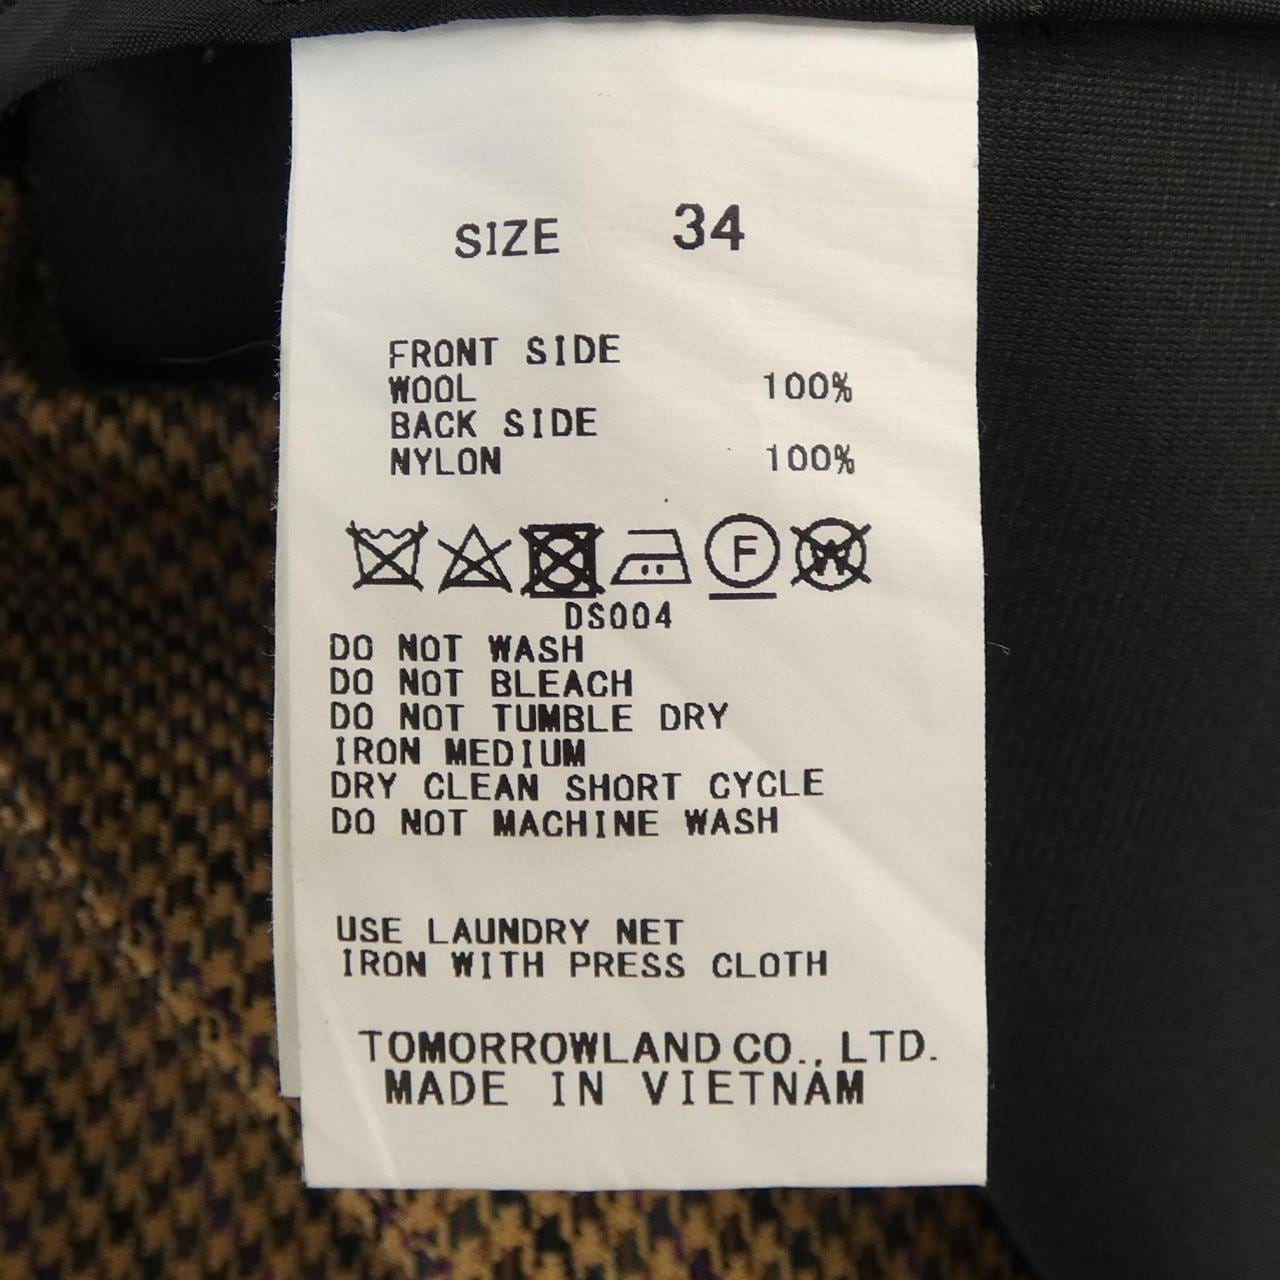 SIZE 34
FRONT SIDE
WOOL 100%
BACK SIDE
NYLON 100%
F W
DS004
DO NOT WASH
DO NOT BLEACH
DO NOT TUMBLE DRY
IRON MEDIUM
DRY CLEAN SHORT CYCLE
DO NOT MACHINE WASH
USE LAUNDRY NET
IRON WITH PRESS CLOTH
TOMORROWLAND CO., LTD.
MADE IN VIETNAM